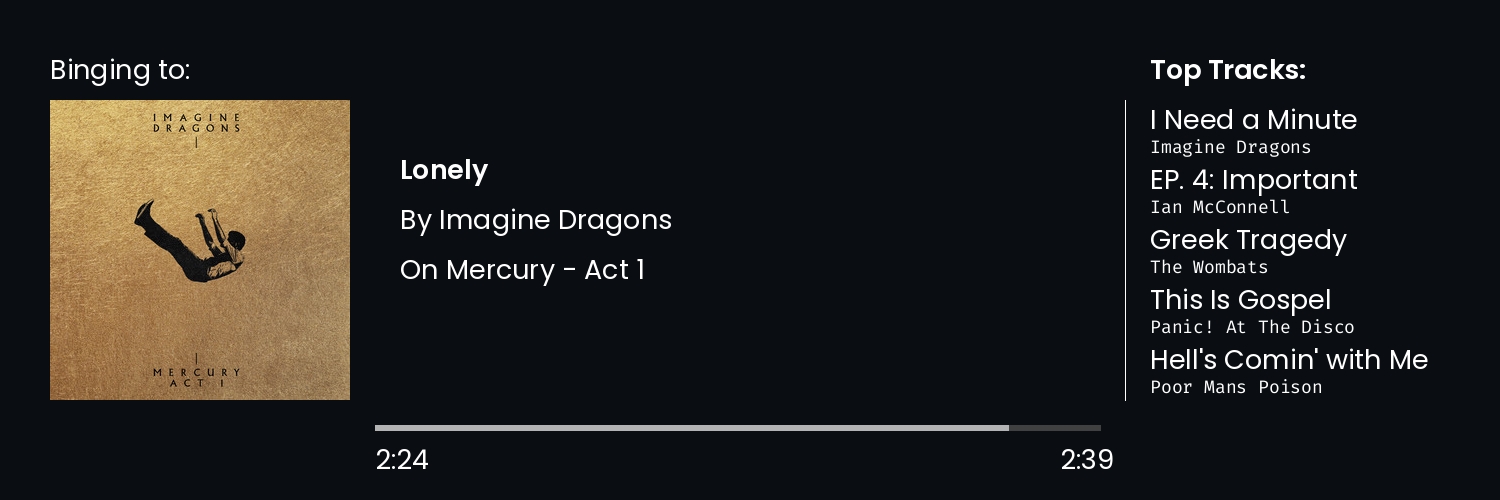 Binging to:
IMAGINE
DRAGONS
MERCURY
ACT I
Lonely
By Imagine Dragons
On Mercury - Act 1
2:24
2:39
Top Tracks:
I Need a Minute
Imagine Dragons
EP. 4: Important
Ian McConnell
Greek Tragedy
The Wombats
This Is Gospel
Panic! At The Disco
Hell's Comin' with Me
Poor Mans Poison